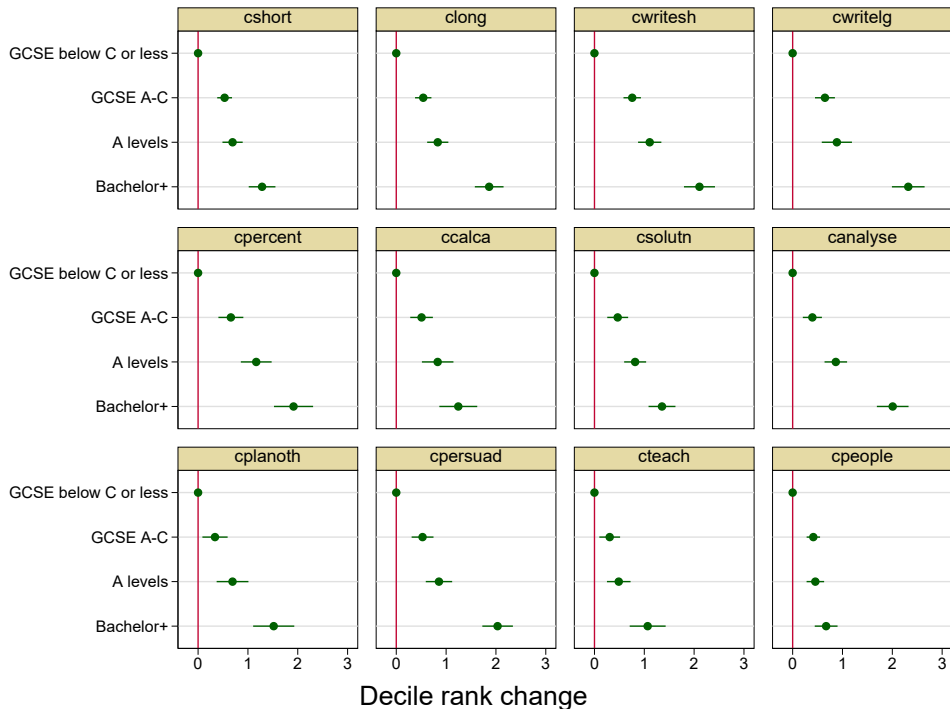 cshort clong cwritesh cwritelg
GCSE below C or less
GCSE A-C
A levels
Bachelor+
cpercent ccalca csolutn canalyse
GCSE below C or less
GCSE A-C
A levels
Bachelor+
cplanoth cpersuad cteach cpeople
GCSE below C or less
GCSE A-C
A levels
Bachelor+
0 1 2 3 0 1 2 3 0 1 2 3 0 1 2 3
Decile rank change